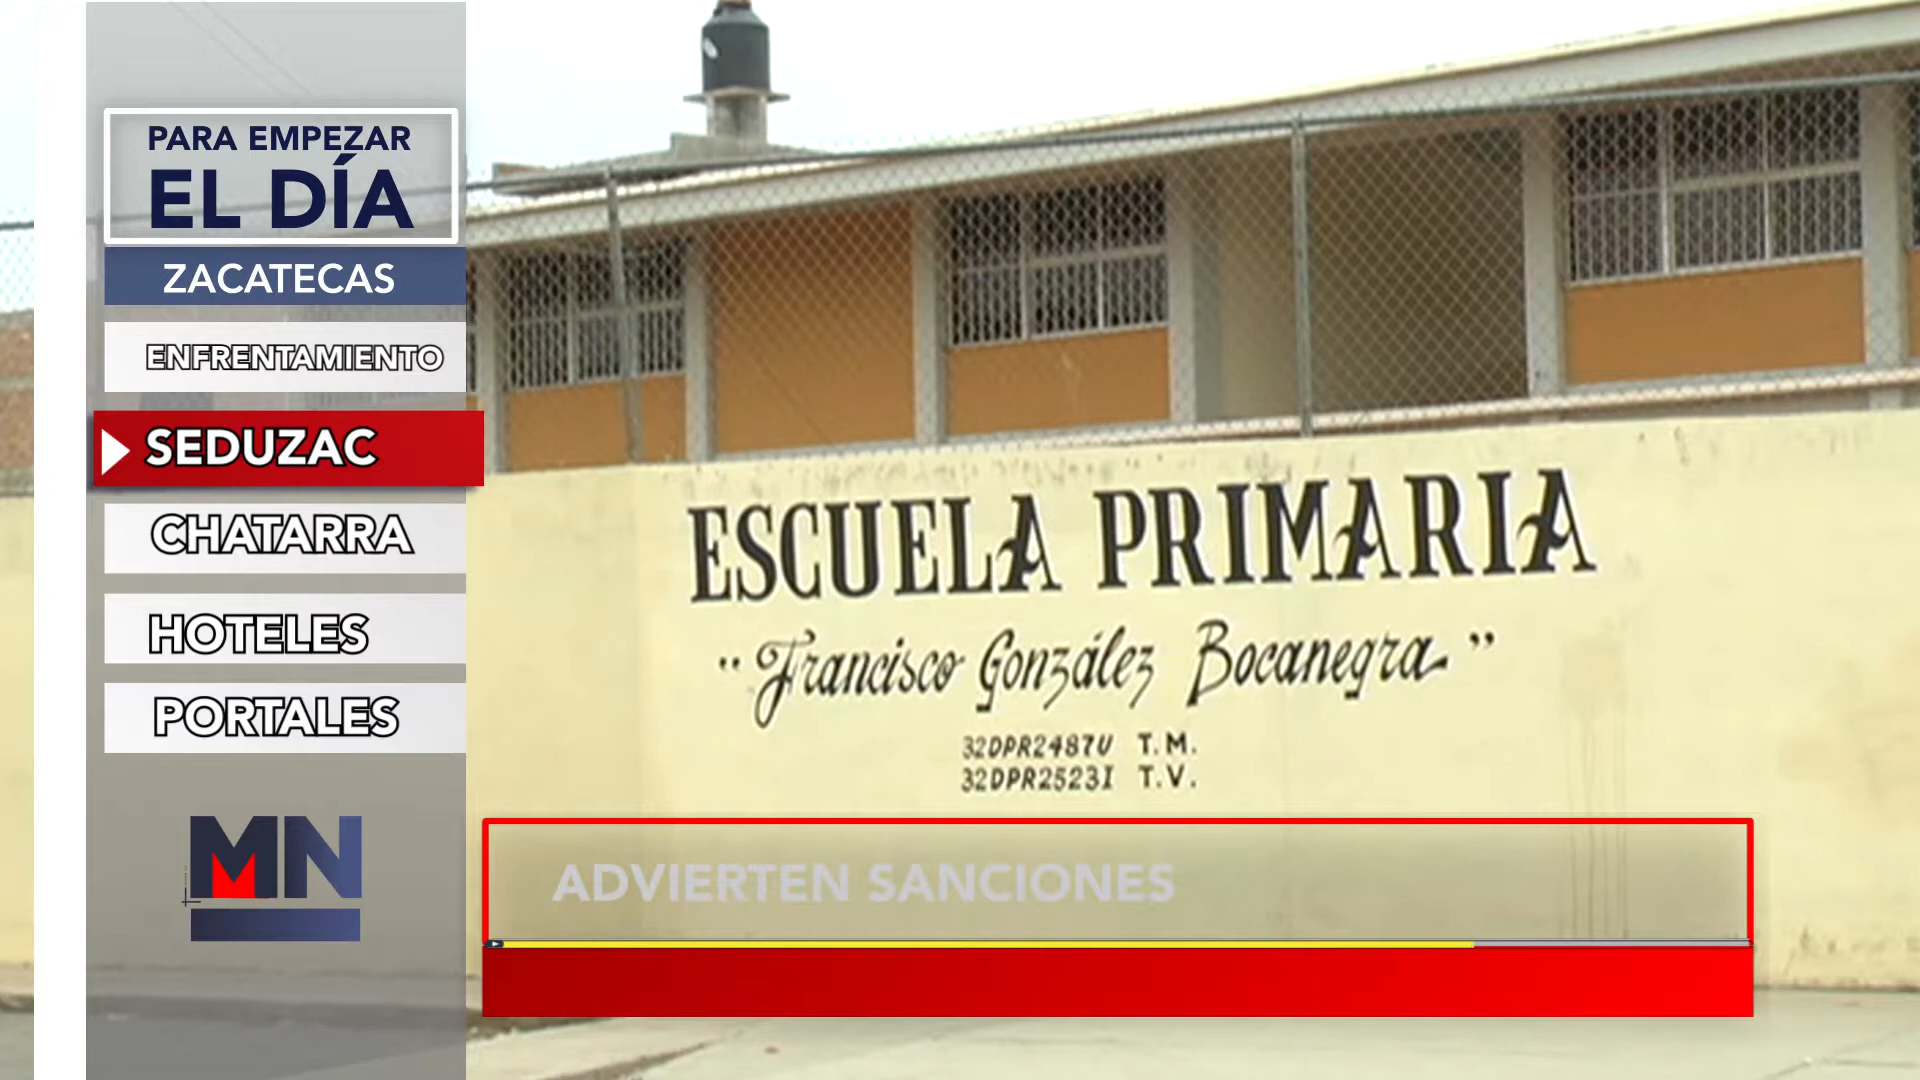 PARA EMPEZAR
EL DÍA
ZACATECAS
ENFRENTAMIENTO
SEDUZAC
CHATARRA
HOTELES
PORTALES
MN
ESCUELA PRIMARIA
"Francisco González Bocanegra"
32DPR2487U T.M.
32DPR2523I T.V.
ADVIERTEN SANCIONES